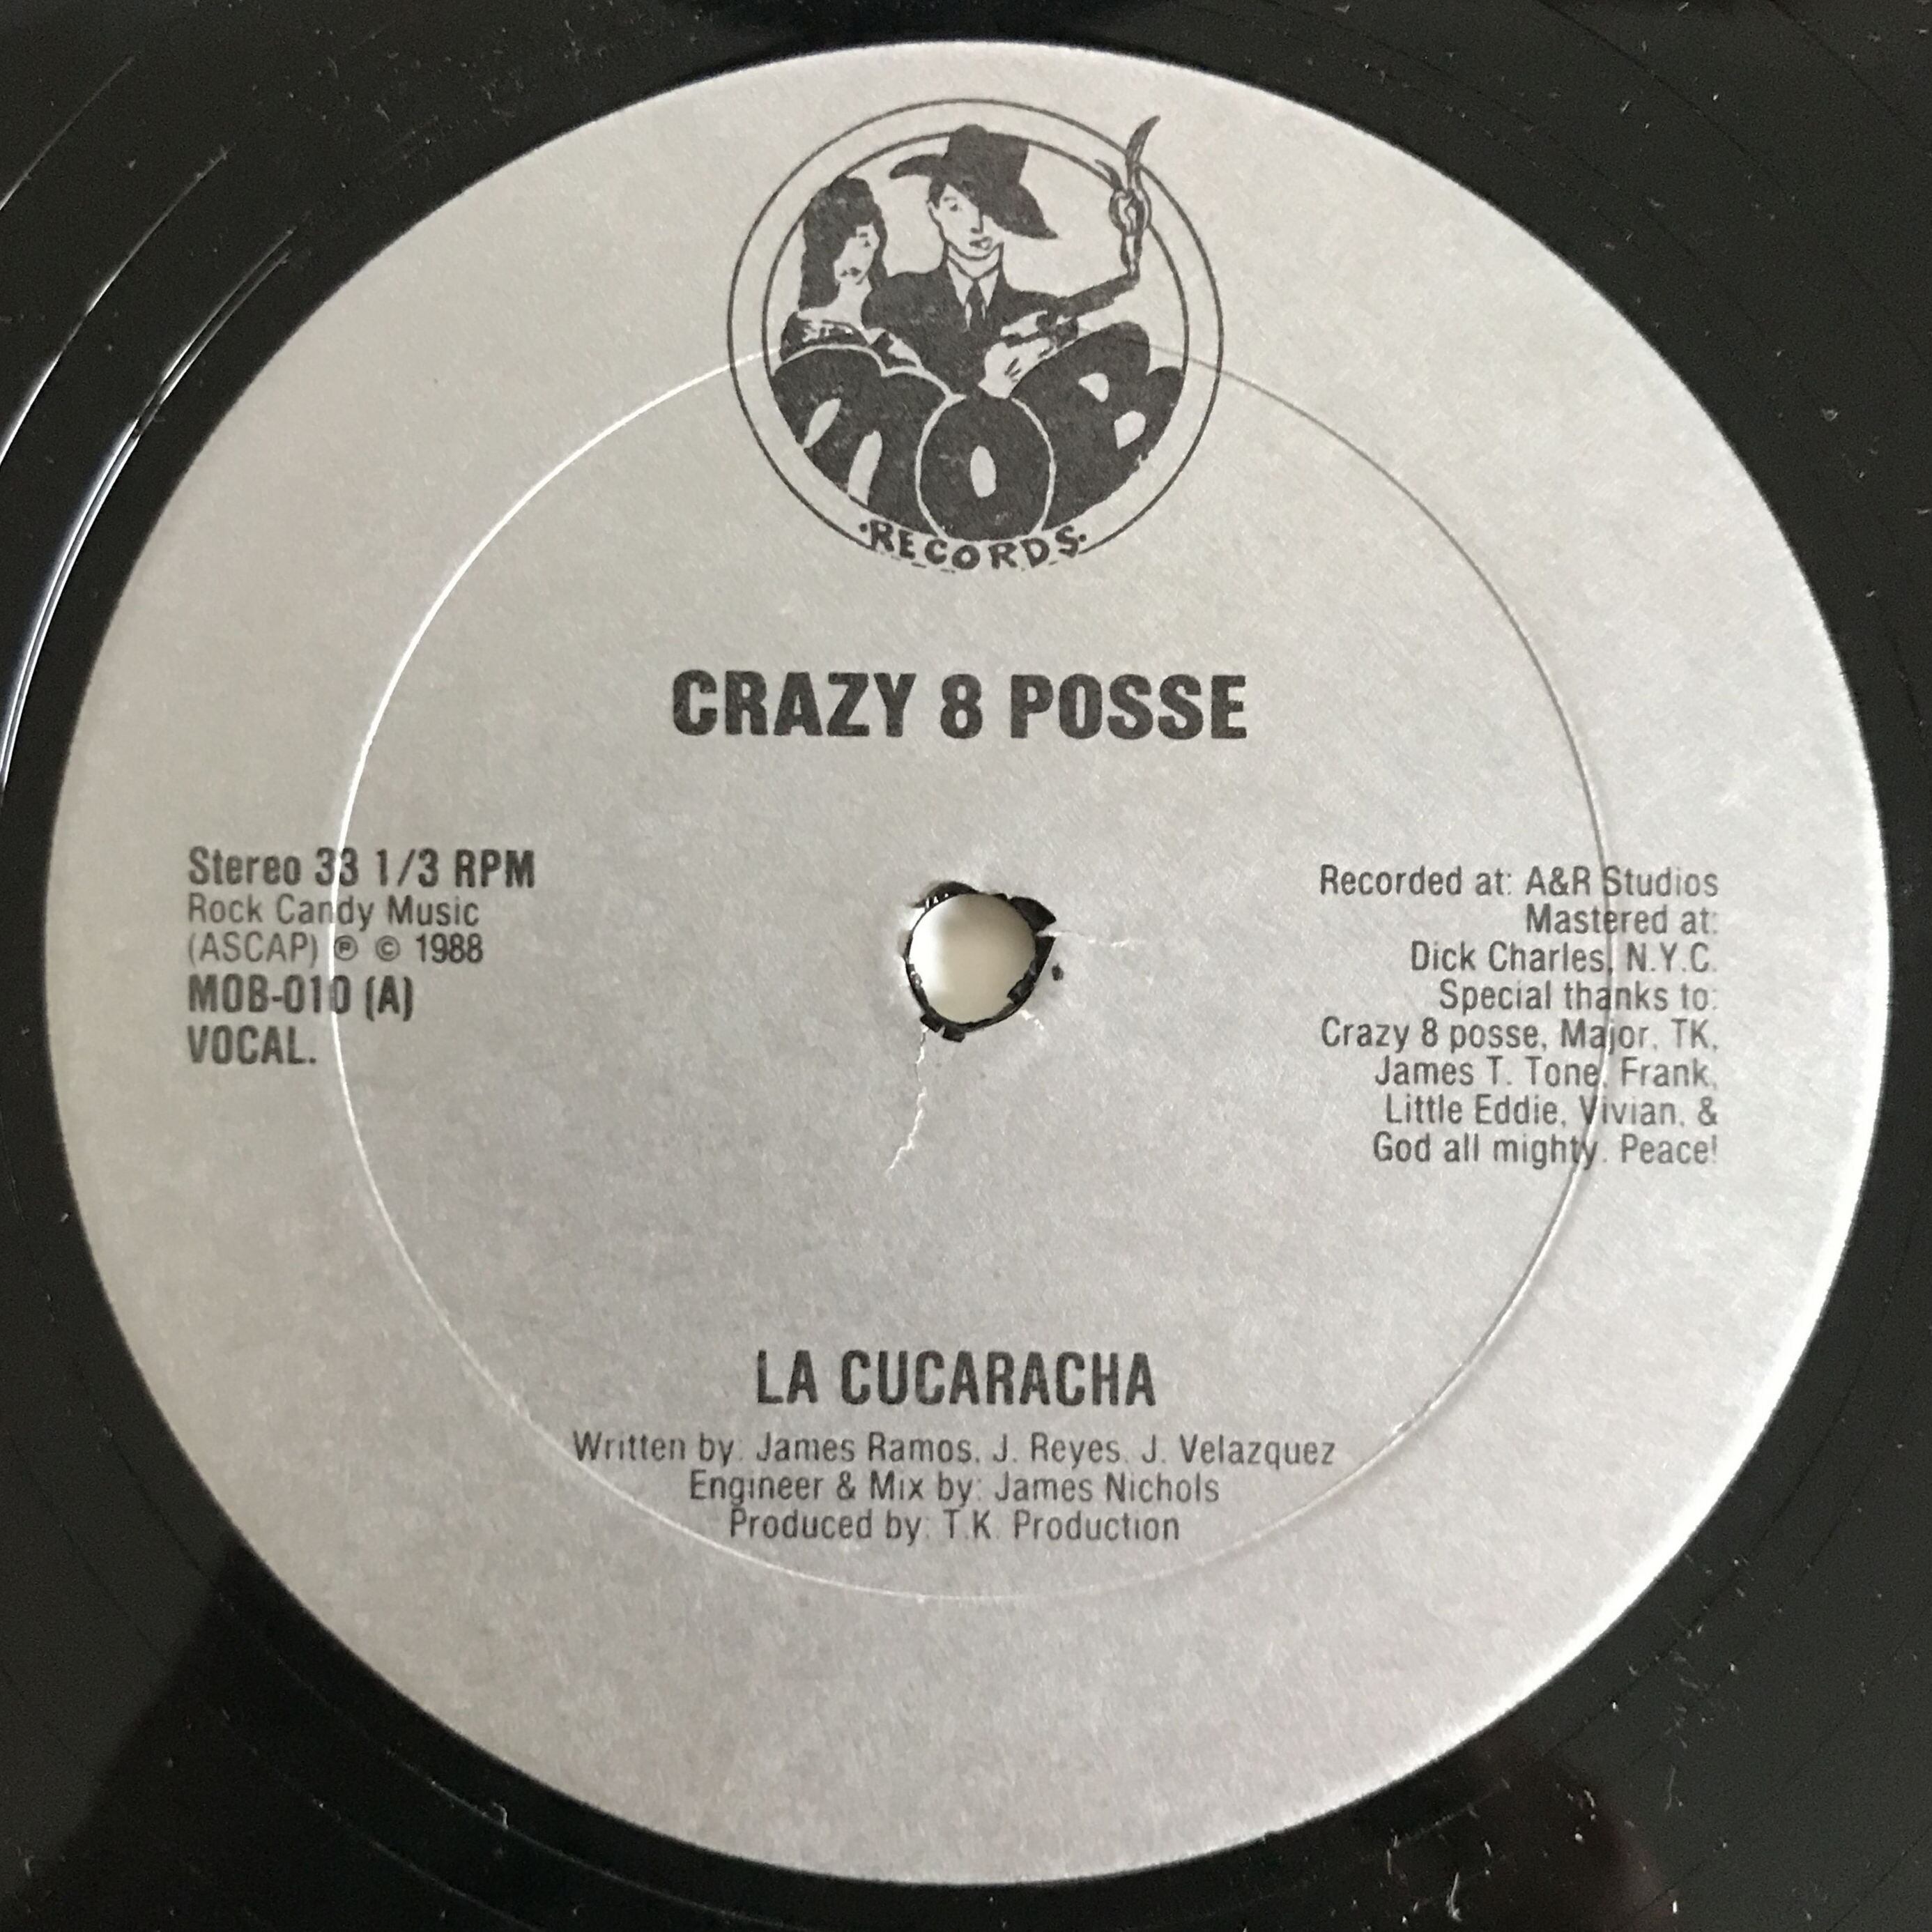 MOB
·RECORDS·
CRAZY 8 POSSE
Stereo 33 1/3 RPM
Rock Candy Music
(ASCAP) ℗ © 1988
MOB-010 (A)
VOCAL.
Recorded at: A&R Studios
Mastered at:
Dick Charles, N.Y.C.
Special thanks to:
Crazy 8 posse, Major, TK,
James T. Tone, Frank,
Little Eddie, Vivian, &
God all mighty. Peace!
LA CUCARACHA
Written by: James Ramos, J. Reyes, J. Velazquez
Engineer & Mix by: James Nichols
Produced by: T.K. Production